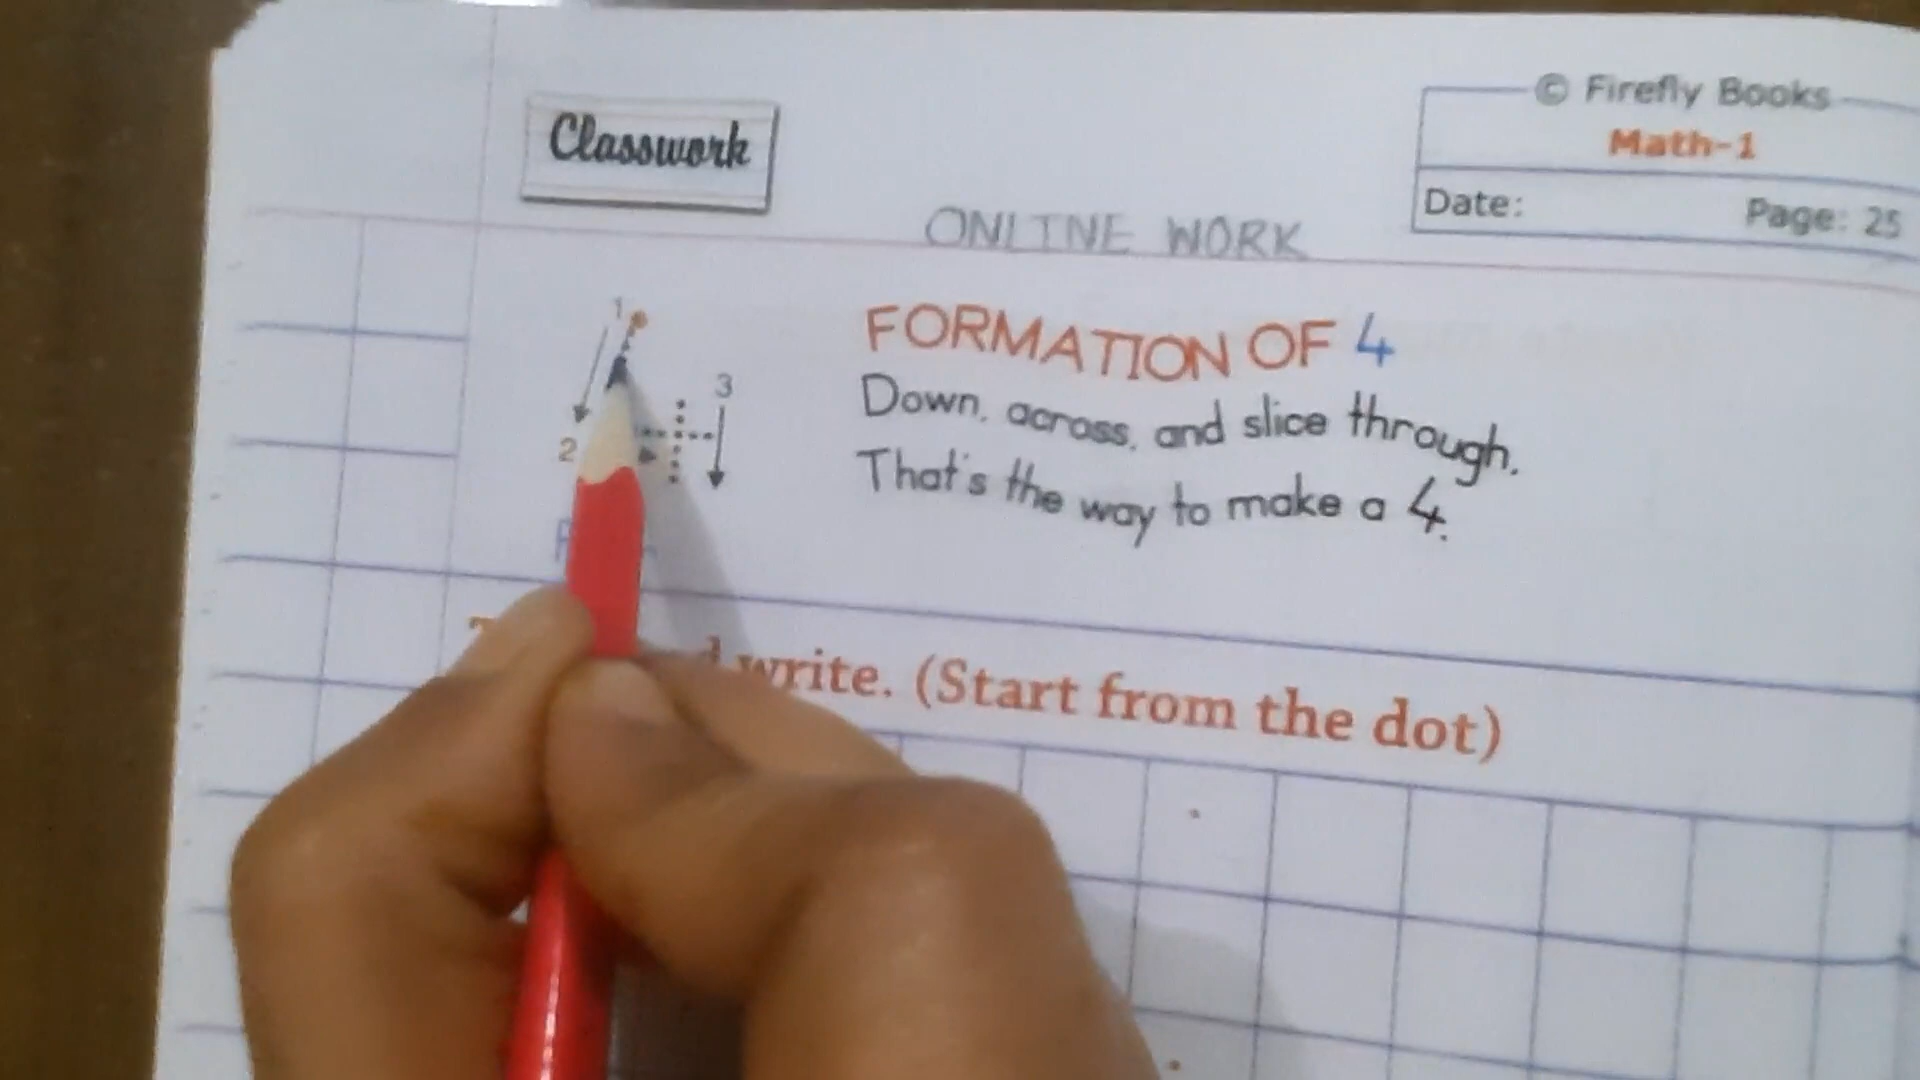 © Firefly Books
Math-1
Classwork
Date: Page: 25
ONLINE WORK
1
2
3
FORMATION OF 4
Down, across, and slice through.
That's the way to make a 4.
write. (Start from the dot)